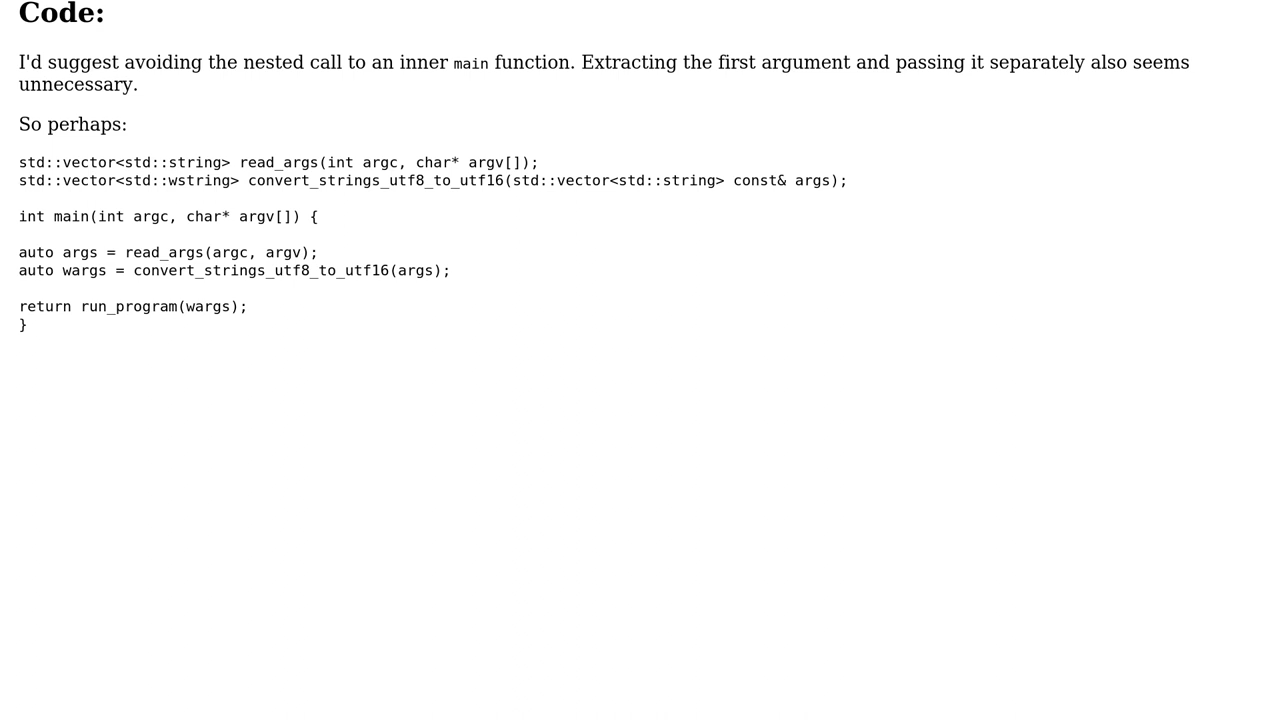 Code:
I'd suggest avoiding the nested call to an inner main function. Extracting the first argument and passing it separately also seems
unnecessary.
So perhaps:
std::vector<std::string> read_args(int argc, char* argv[]);
std::vector<std::wstring> convert_strings_utf8_to_utf16(std::vector<std::string> const& args);
int main(int argc, char* argv[]) {
auto args = read_args(argc, argv);
auto wargs = convert_strings_utf8_to_utf16(args);
return run_program(wargs);
}